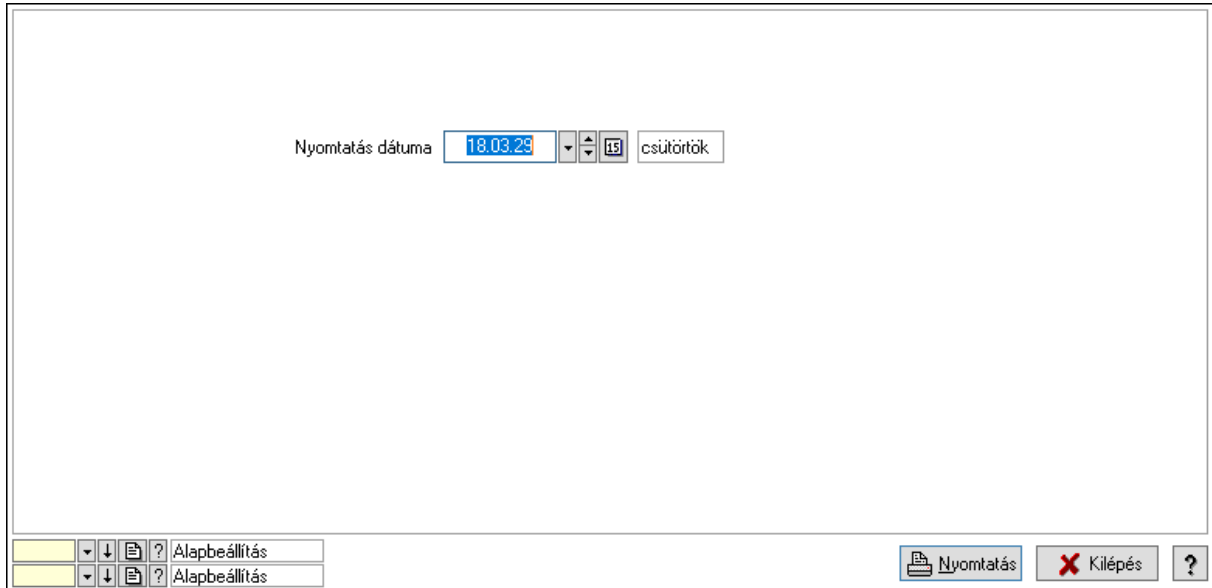 Nyomtatás dátuma 18.03.29 15 csütörtök
? Alapbeállítás
? Alapbeállítás
Nyomtatás Kilépés ?